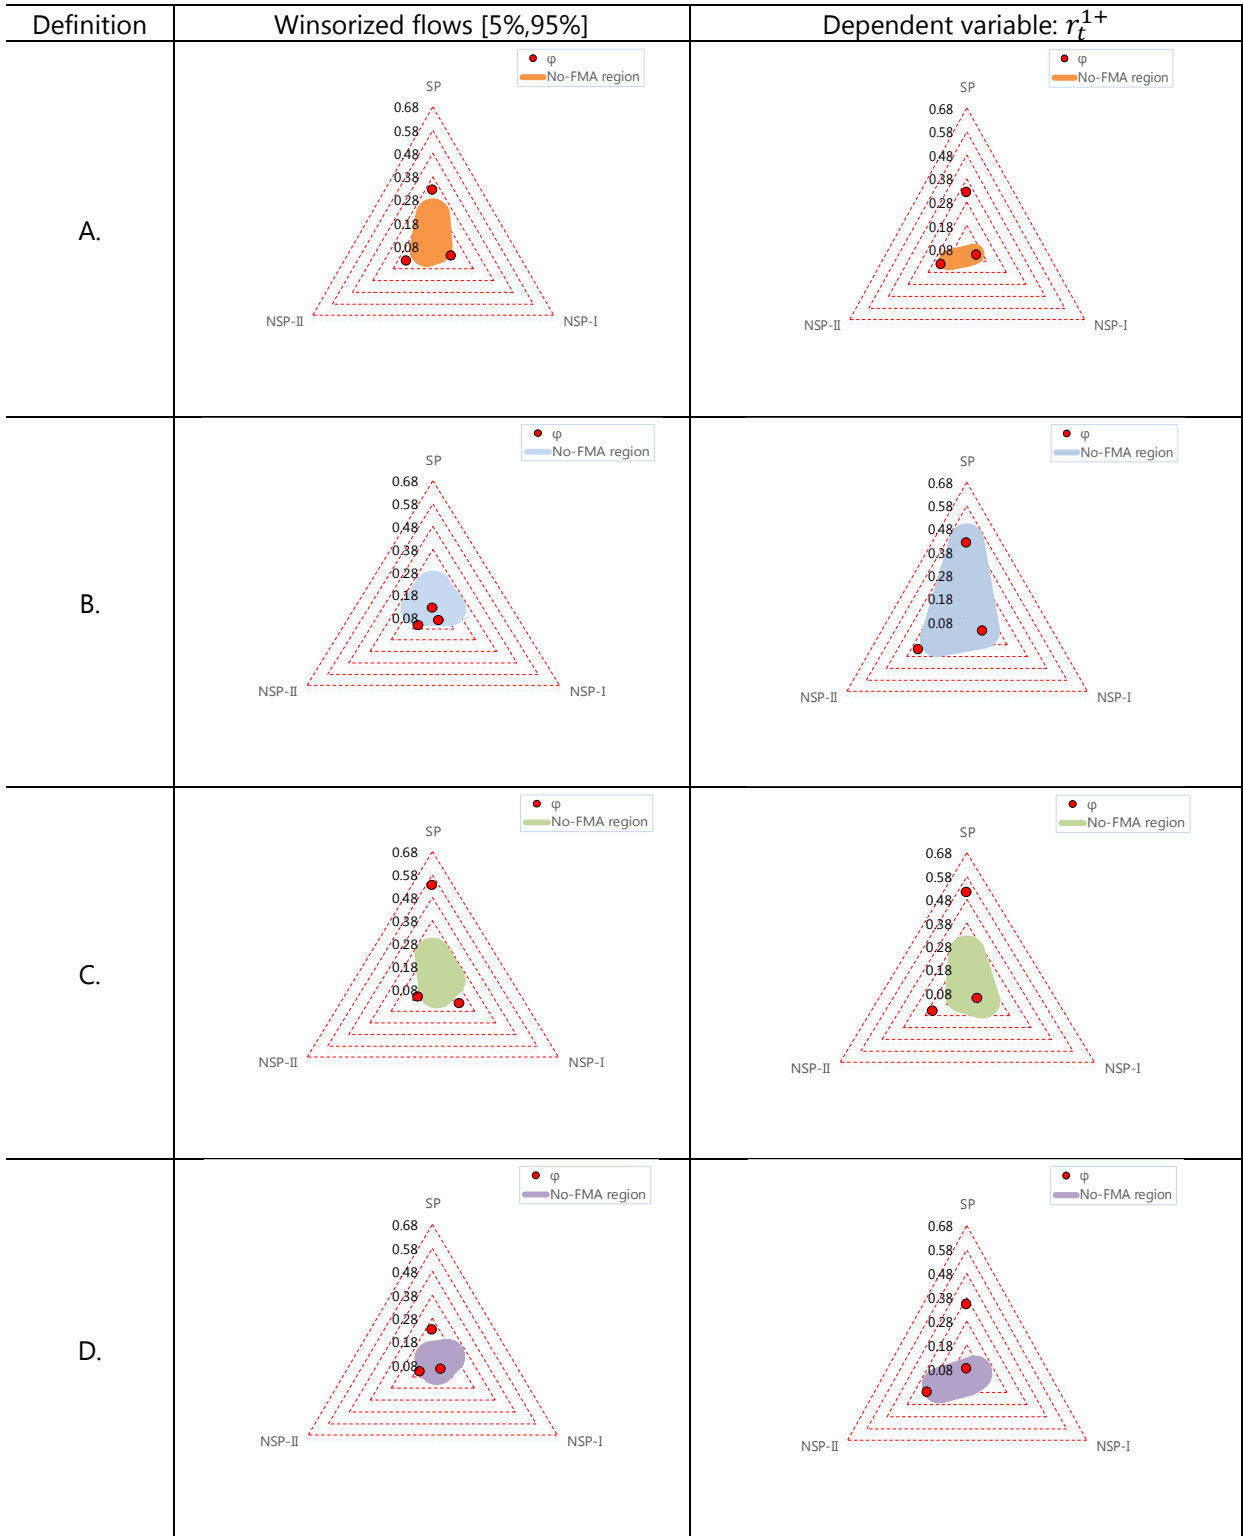 Definition
Winsorized flows [5%,95%]
Dependent variable: r_t^{1+}
A.
φ
No-FMA region
SP
0.68
0.58
0.48
0.38
0.28
0.18
0.08
NSP-II
NSP-I
φ
No-FMA region
SP
0.68
0.58
0.48
0.38
0.28
0.18
0.08
NSP-II
NSP-I
B.
φ
No-FMA region
SP
0.68
0.58
0.48
0.38
0.28
0.18
0.08
NSP-II
NSP-I
φ
No-FMA region
SP
0.68
0.58
0.48
0.38
0.28
0.18
0.08
NSP-II
NSP-I
C.
φ
No-FMA region
SP
0.68
0.58
0.48
0.38
0.28
0.18
0.08
NSP-II
NSP-I
φ
No-FMA region
SP
0.68
0.58
0.48
0.38
0.28
0.18
0.08
NSP-II
NSP-I
D.
φ
No-FMA region
SP
0.68
0.58
0.48
0.38
0.28
0.18
0.08
NSP-II
NSP-I
φ
No-FMA region
SP
0.68
0.58
0.48
0.38
0.28
0.18
0.08
NSP-II
NSP-I